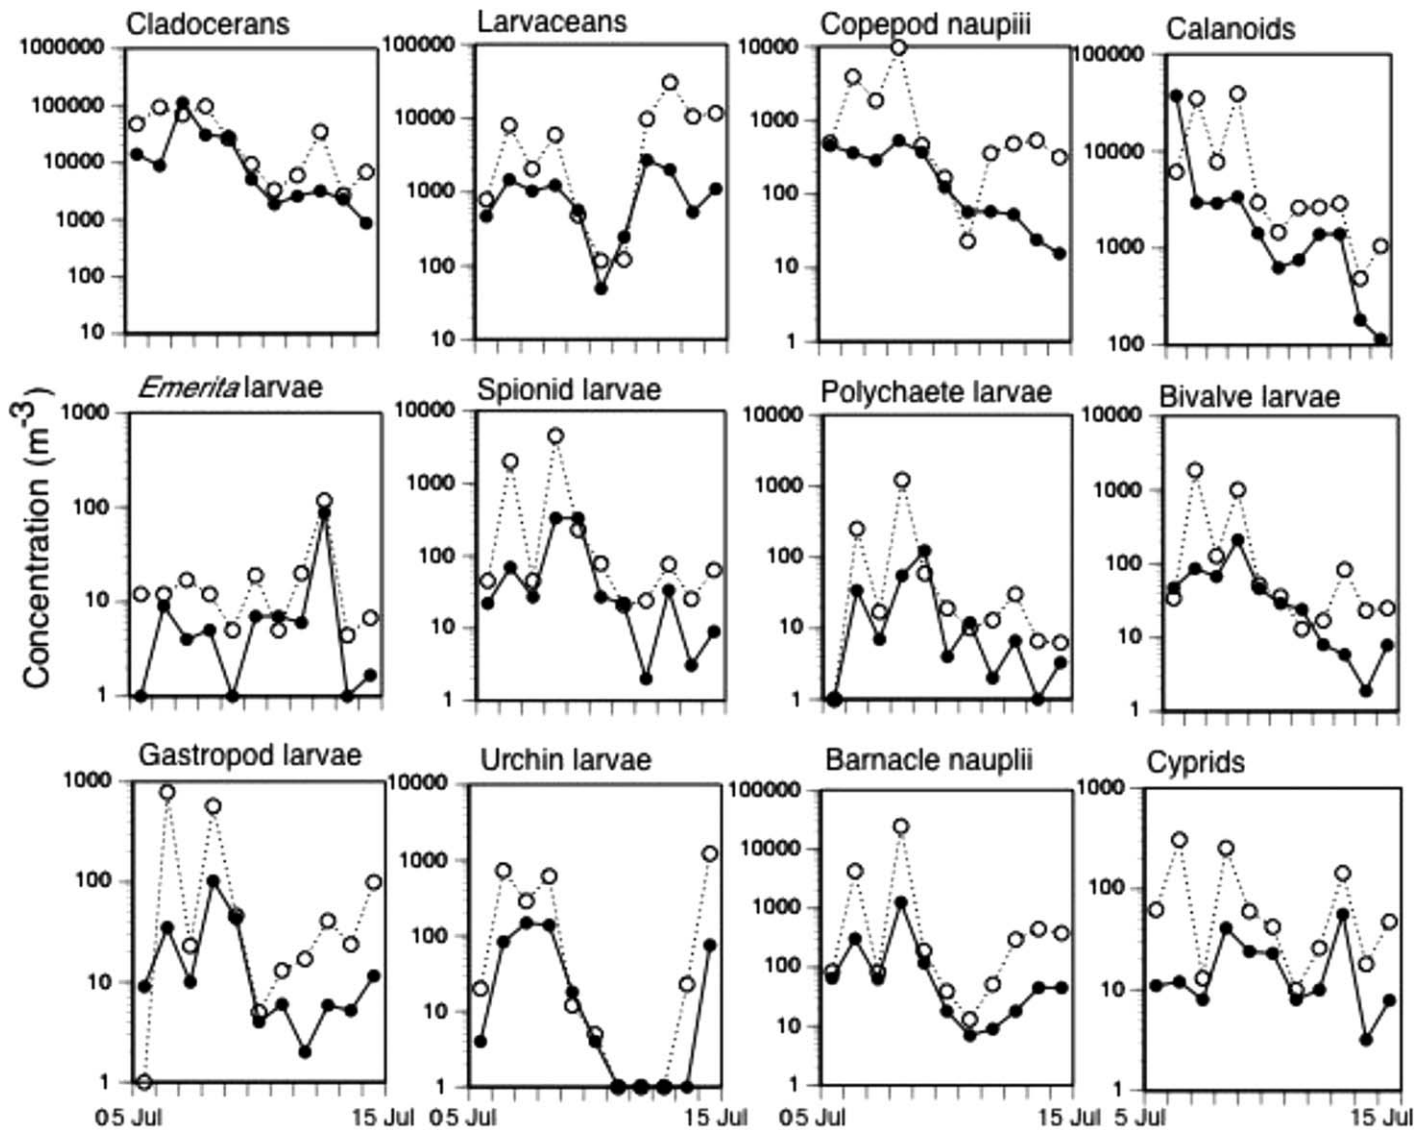 Cladocerans
1000000
100000
10000
1000
100
10
Larvaceans
100000
10000
1000
100
10
Copepod naupiii
10000
1000
100
10
1
Calanoids
100000
10000
1000
100
Concentration (m-3)
Emerita larvae
1000
100
10
1
Spionid larvae
10000
1000
100
10
1
Polychaete larvae
10000
1000
100
10
1
Bivalve larvae
10000
1000
100
10
1
Gastropod larvae
1000
100
10
1
05 Jul
15 Jul
Urchin larvae
10000
1000
100
10
1
05 Jul
15 Jul
Barnacle nauplii
100000
10000
1000
100
10
1
05 Jul
15 Jul
Cyprids
1000
100
10
1
5 Jul
15 Jul